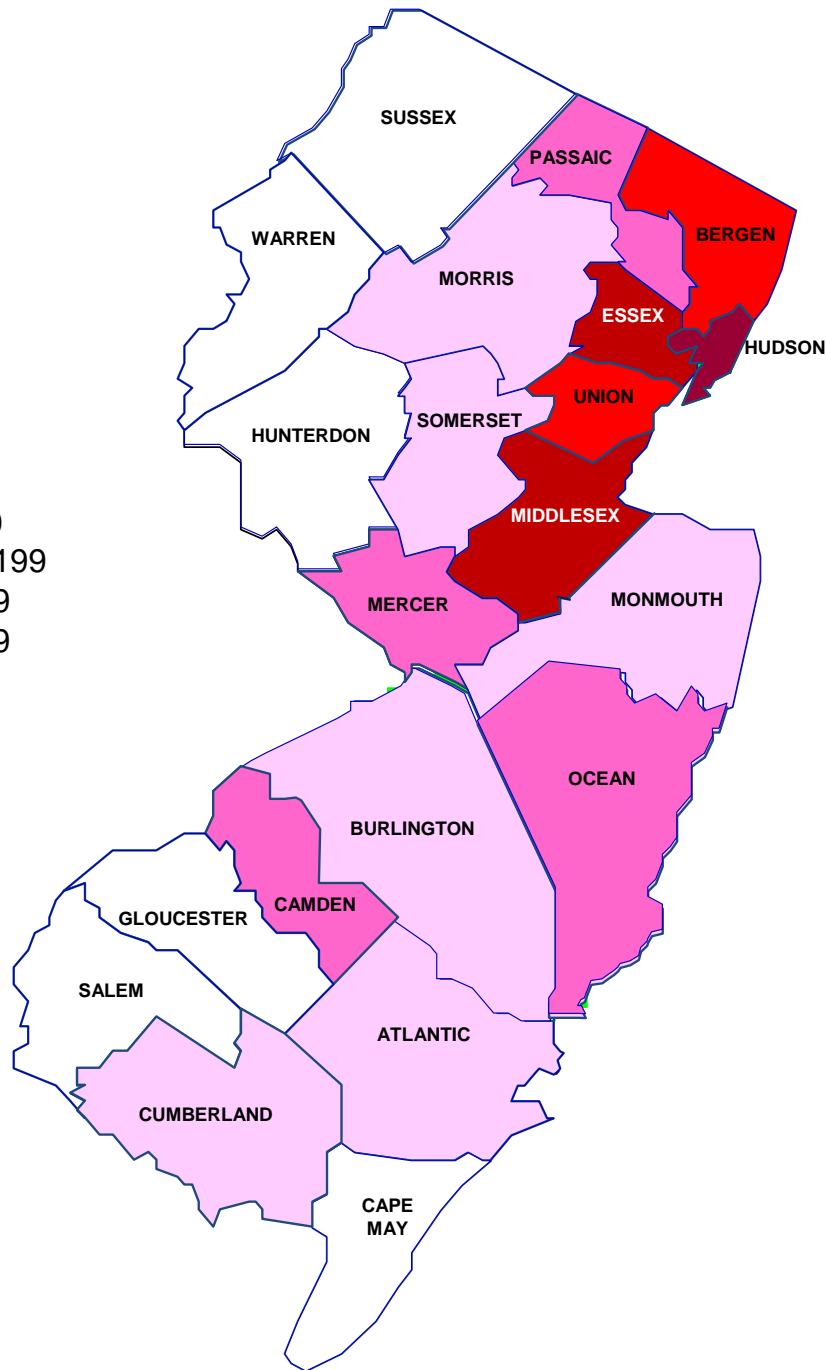 SUSSEX
PASSAIC
WARREN
BERGEN
MORRIS
ESSEX
HUDSON
UNION
SOMERSET
HUNTERDON
MIDDLESEX
199
MERCER
MONMOUTH
OCEAN
BURLINGTON
CAMDEN
GLOUCESTER
SALEM
ATLANTIC
CUMBERLAND
CAPE
MAY